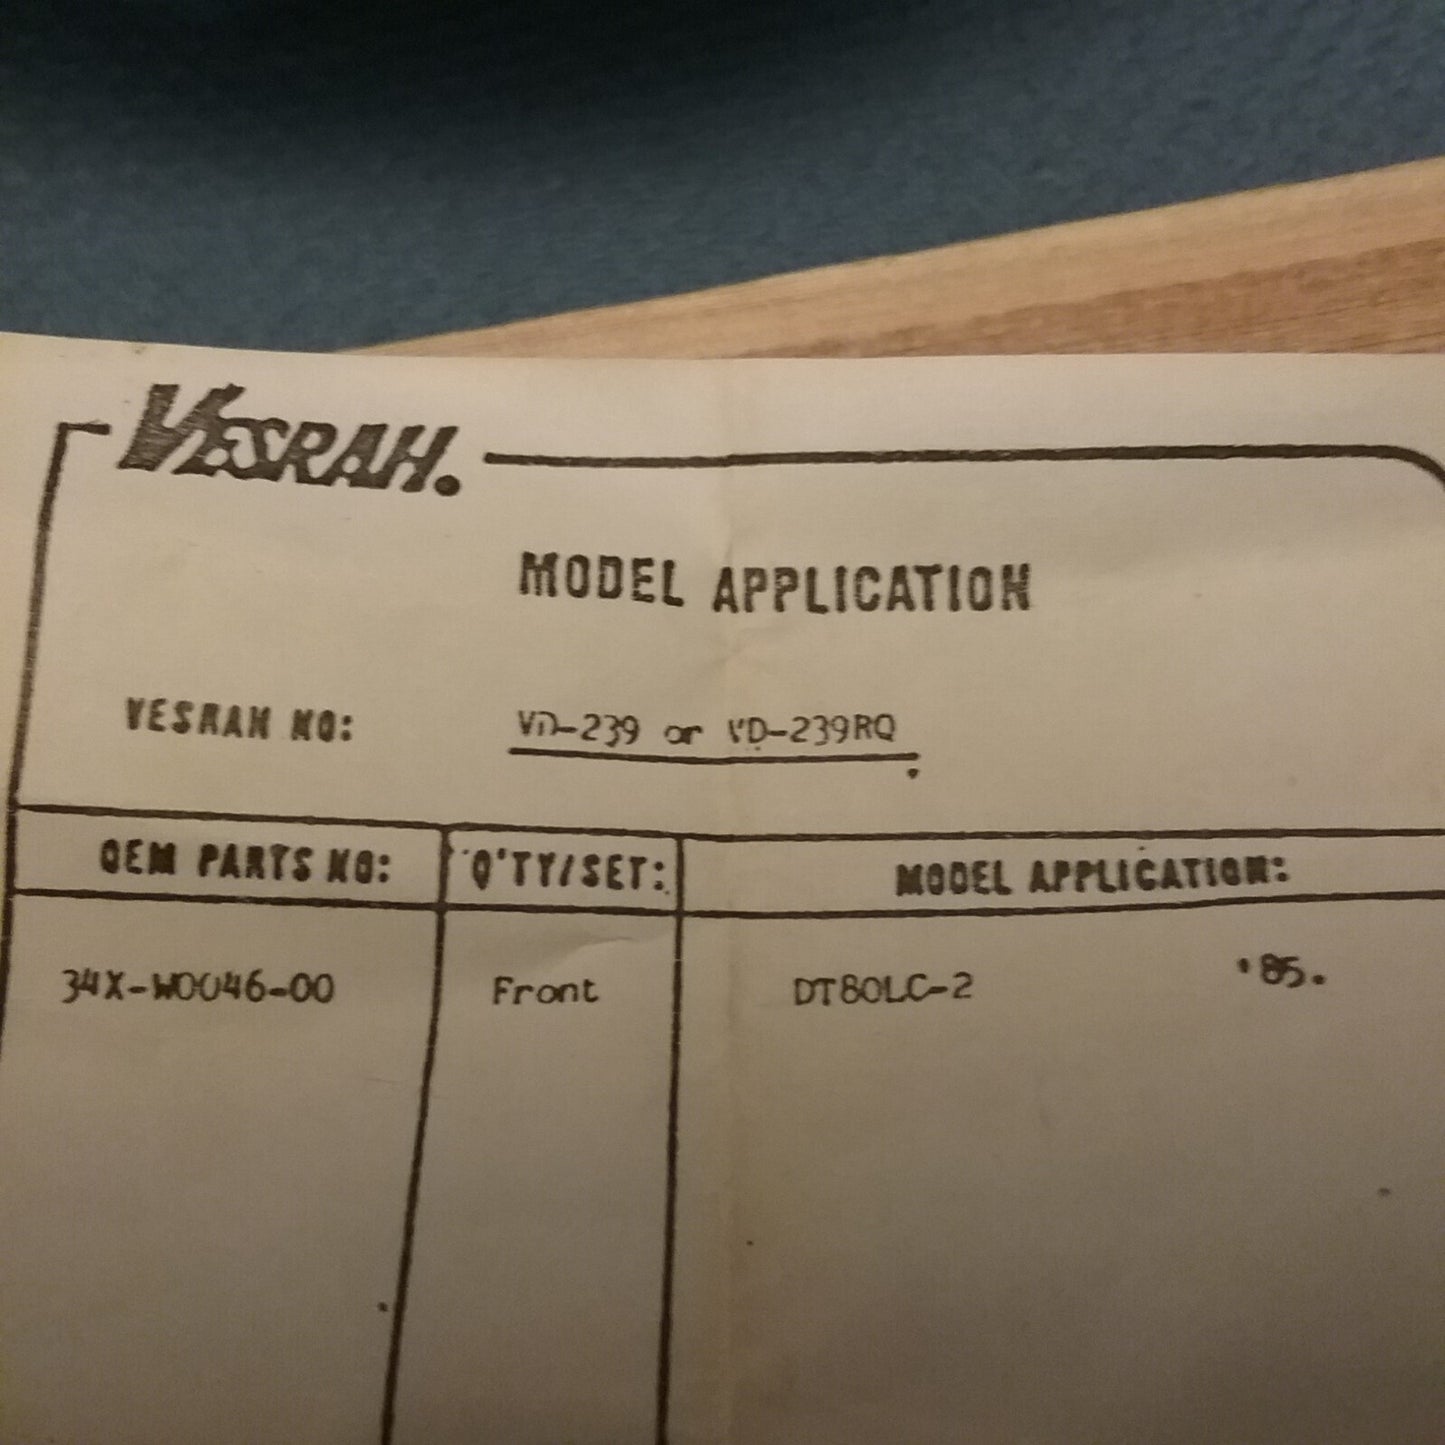 VESRAH.
MODEL APPLICATION
VESRAH NO: VD-239 or VD-239RQ
OEM PARTS NO: Q'TY/SET: MODEL APPLICATION:
34X-W0046-00 Front DT80LC-2 '85.